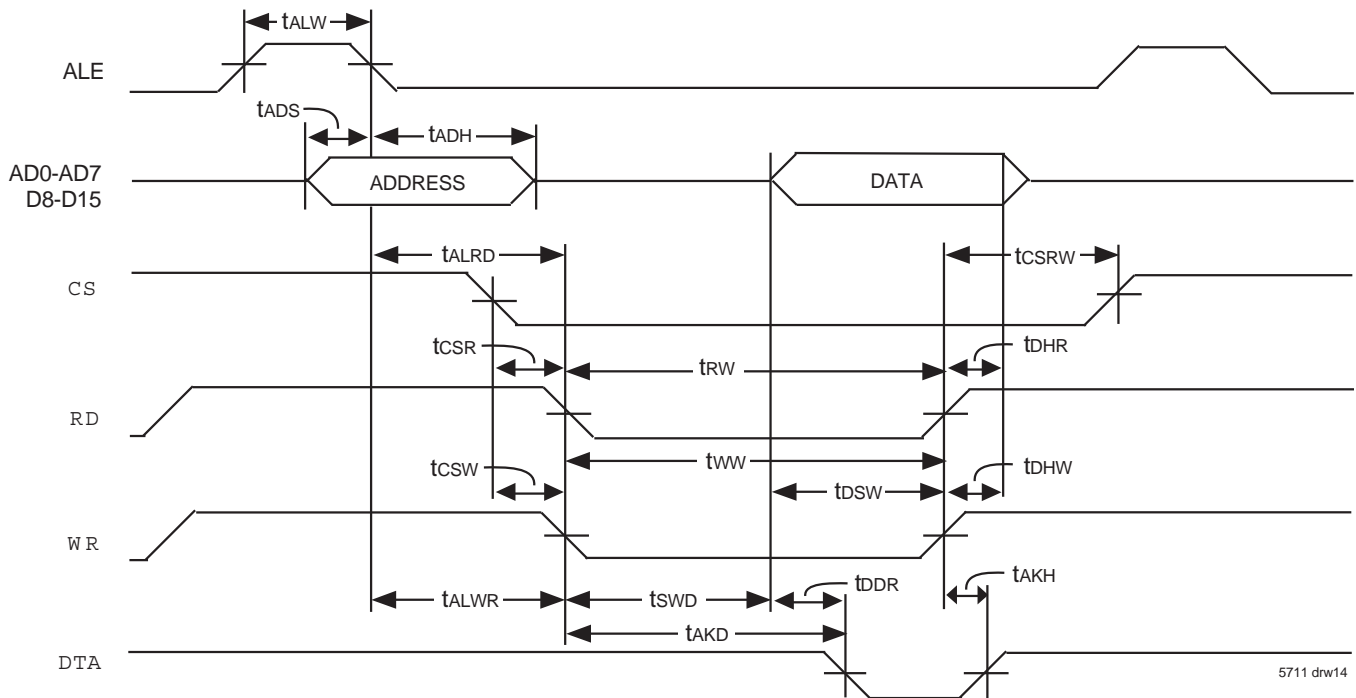 tALW
ALE
tADS
tADH
AD0-AD7
D8-D15
ADDRESS
DATA
tALRD
tCSRW
CS
tCSR
tRW
tDHR
RD
tCSW
tWW
tDHW
tDSW
WR
tALWR
tSWD
tDDR
tAKH
tAKD
DTA
5711 drw14